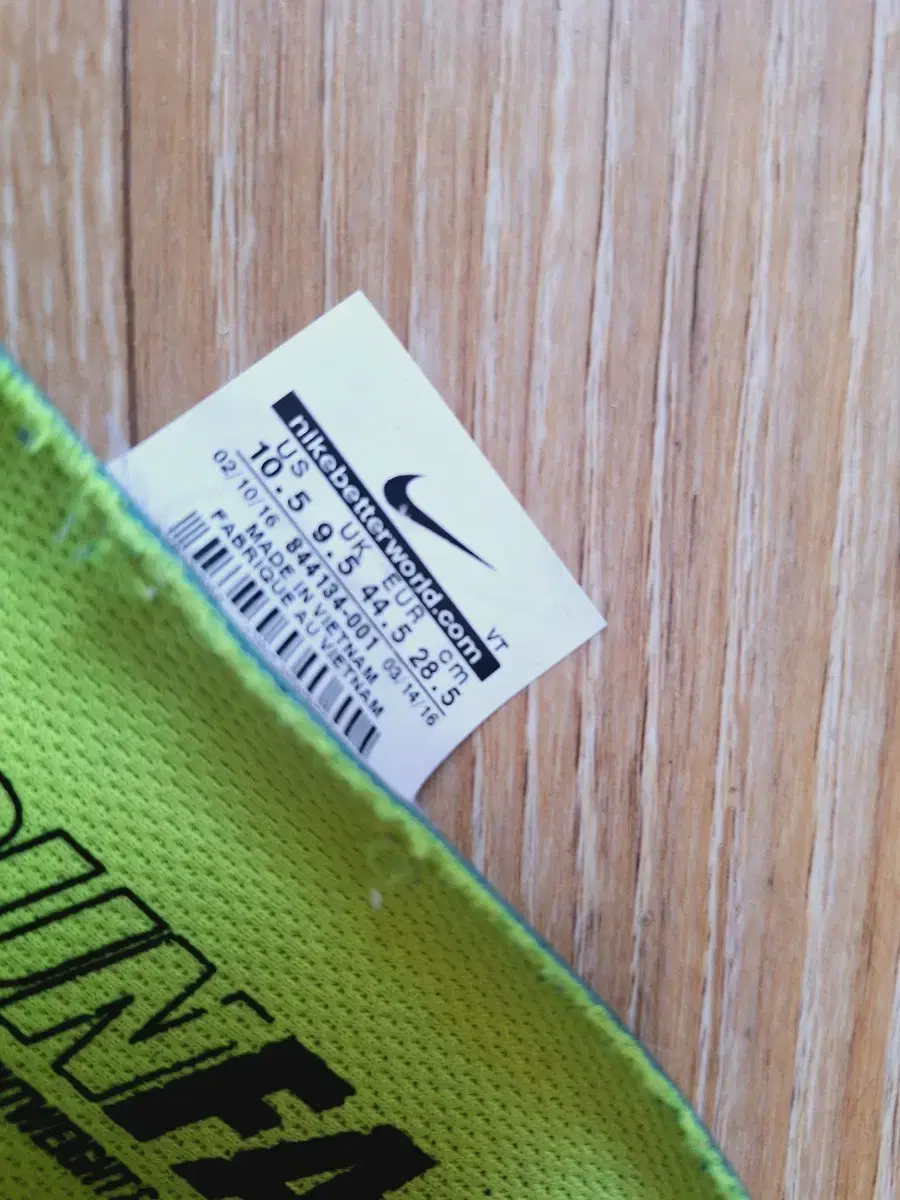 nikebetterworld.com
VT
US UK EUR cm
10.5 9.5 44.5 28.5
02/10/16 844134-001 03/14/16
MADE IN VIETNAM
FABRIQUE AU VIETNAM